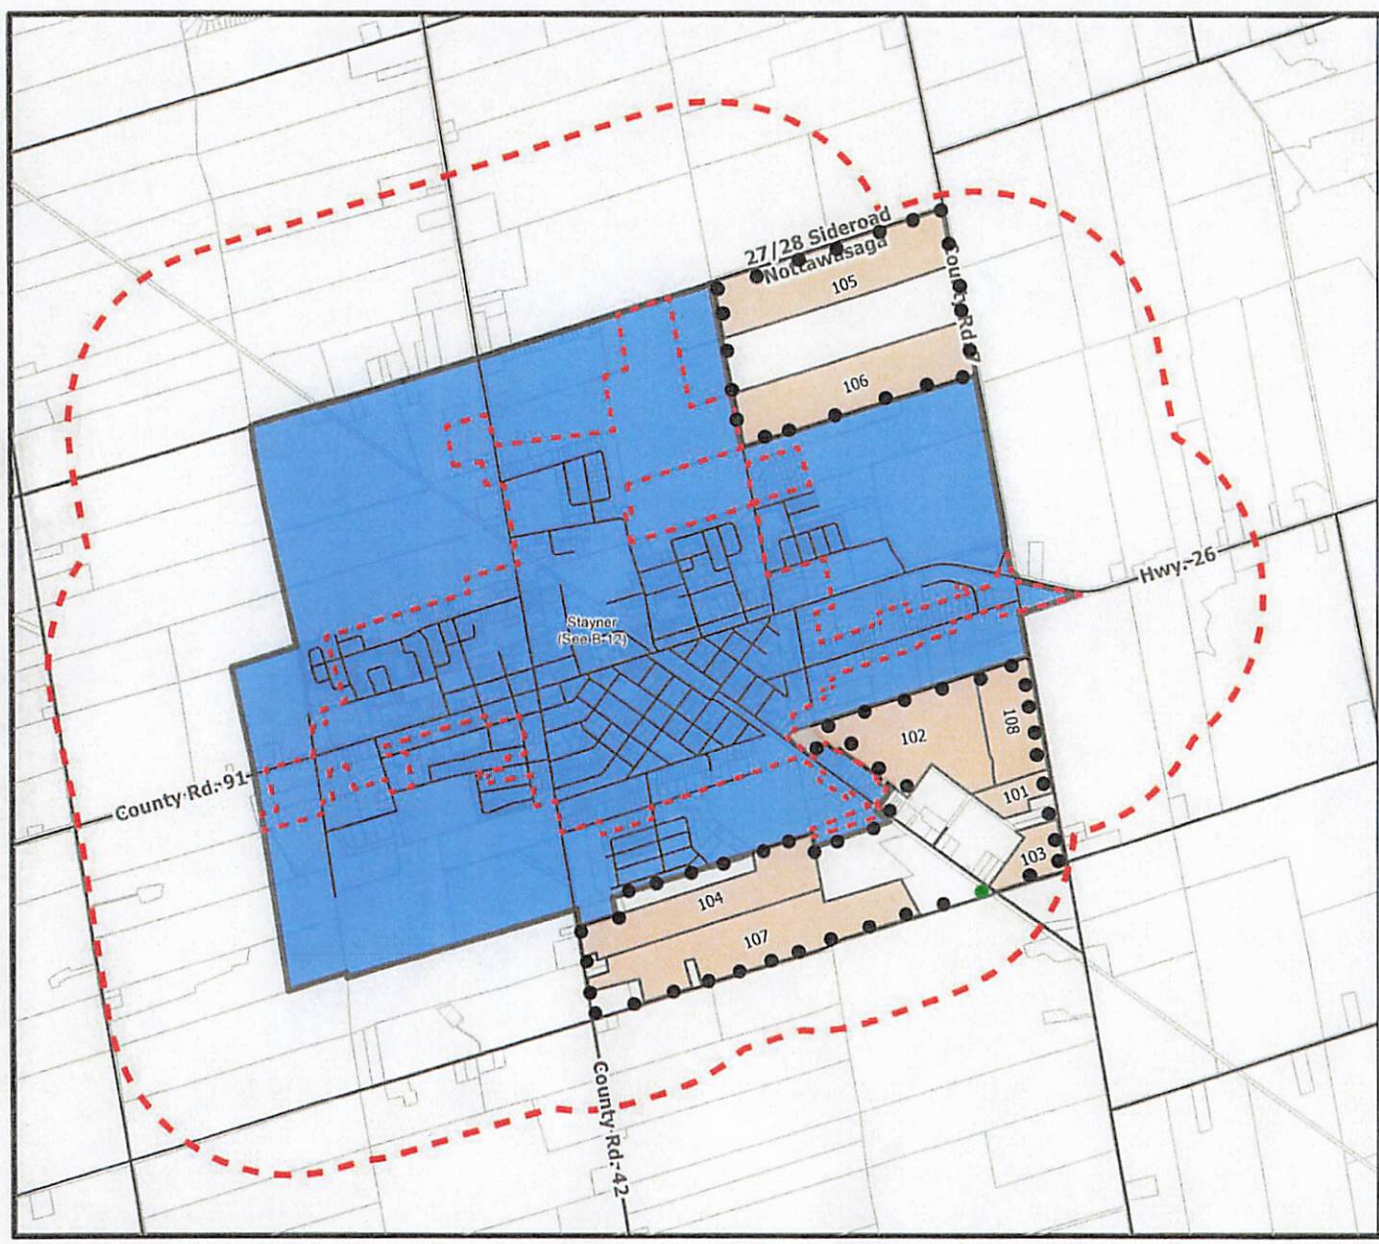 27/28 Sideroad
Nottawasaga
105
County Rd. 7
106
Hwy. 26
Stayner
(See B-12)
102
108
County Rd. 91
101
103
104
107
County Rd. 42